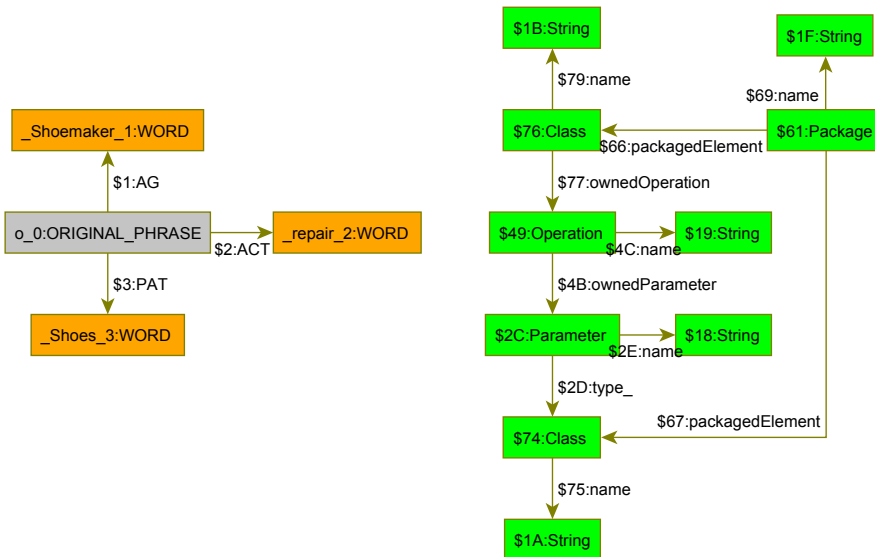 $1B:String
$1F:String
$79:name
$69:name
_Shoemaker_1:WORD
$76:Class
$61:Package
$66:packagedElement
$1:AG
$77:ownedOperation
o_0:ORIGINAL_PHRASE
_repair_2:WORD
$2:ACT
$49:Operation
$19:String
$4C:name
$3:PAT
$4B:ownedParameter
_Shoes_3:WORD
$2C:Parameter
$18:String
$2E:name
$2D:type_
$67:packagedElement
$74:Class
$75:name
$1A:String